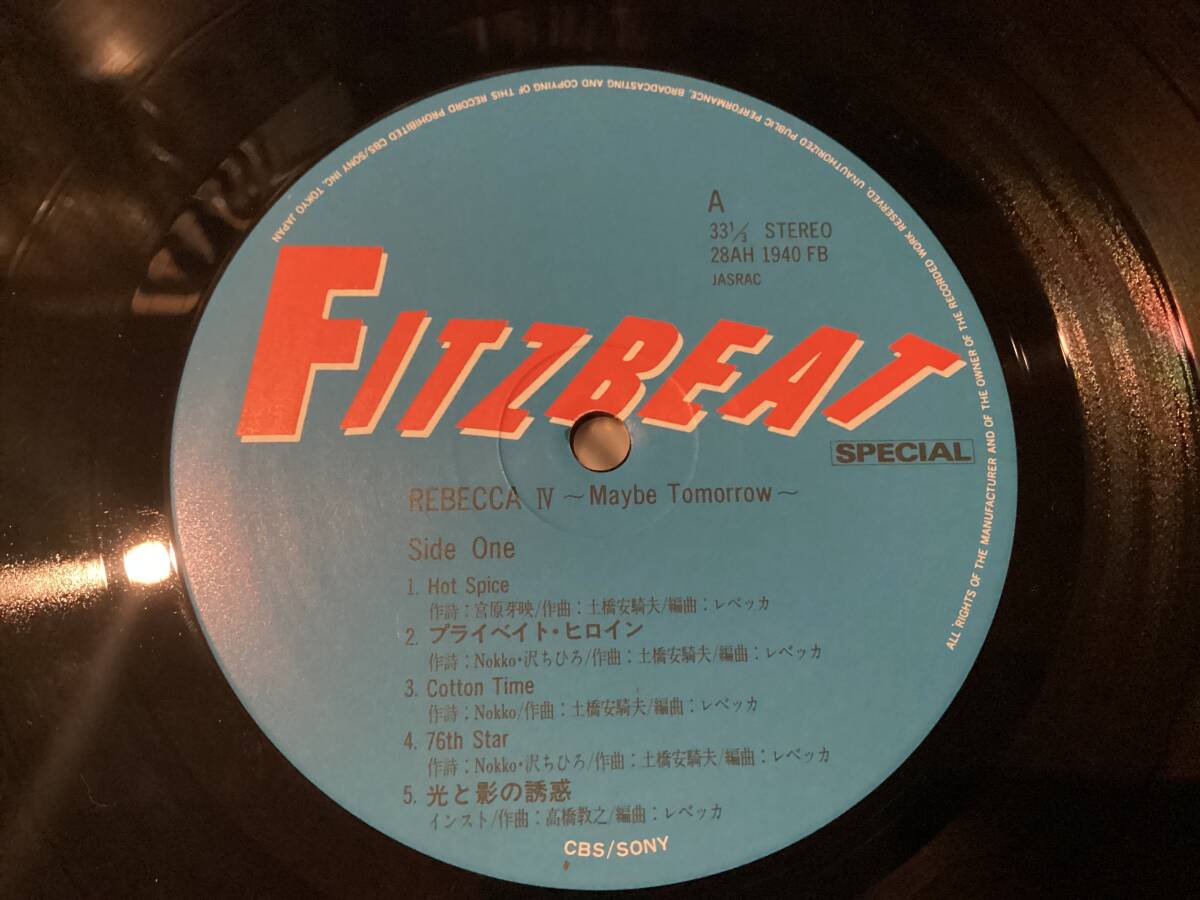 ALL RIGHTS OF THE MANUFACTURER AND OF THE OWNER OF THE RECORDED WORK RESERVED. UNAUTHORIZED PUBLIC PERFORMANCE, BROADCASTING AND COPYING OF THIS RECORD PROHIBITED CBS/SONY INC. TOKYO JAPAN
A
33⅓ STEREO
28AH 1940 FB
JASRAC
FITZBEAT
SPECIAL
REBECCA Ⅳ ～Maybe Tomorrow～
Side One
1. Hot Spice
作詩：宮原芽映/作曲：土橋安騎夫/編曲：レベッカ
2. プライベイト・ヒロイン
作詩：Nokko・沢ちひろ/作曲：土橋安騎夫/編曲：レベッカ
3. Cotton Time
作詩：Nokko/作曲：土橋安騎夫/編曲：レベッカ
4. 76th Star
作詩：Nokko・沢ちひろ/作曲：土橋安騎夫/編曲：レベッカ
5. 光と影の誘惑
インスト/作曲：高橋教之/編曲：レベッカ
CBS/SONY